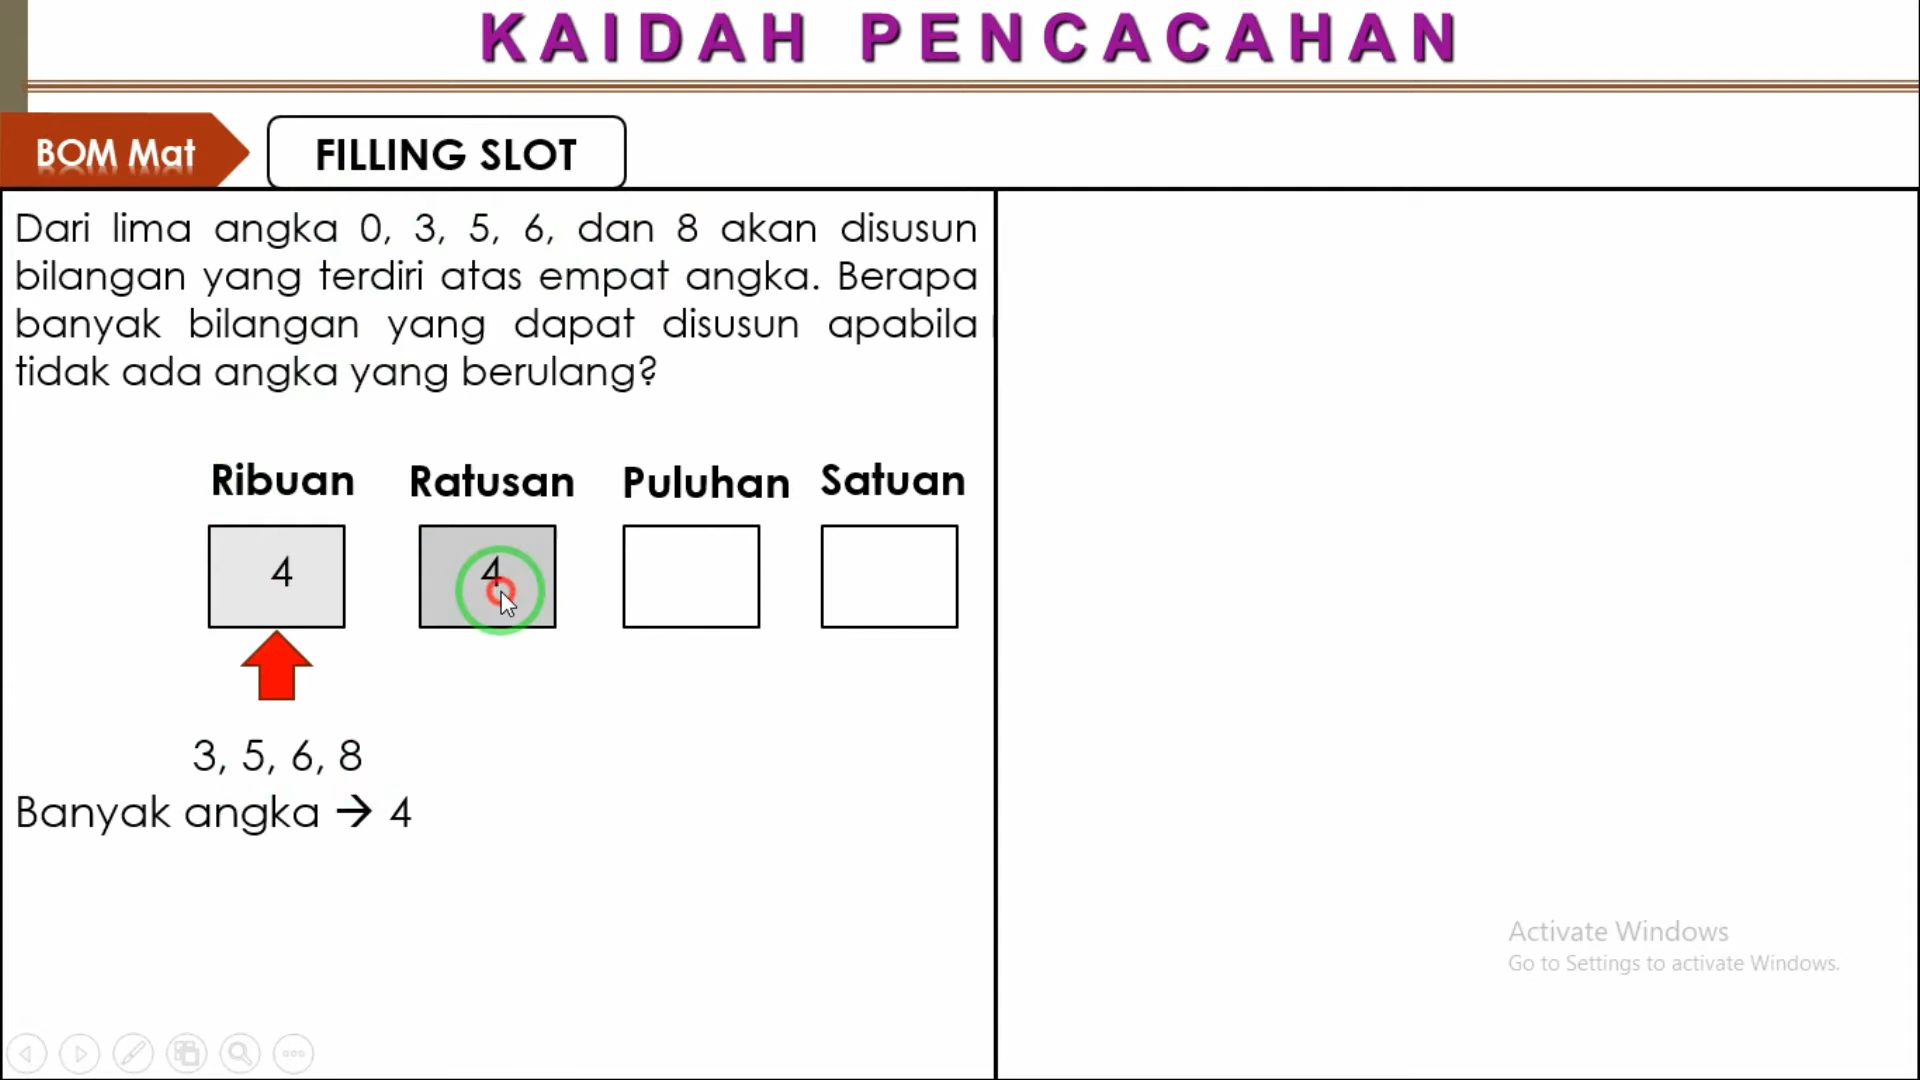 KAIDAH PENCACAHAN
BOM Mat
FILLING SLOT
Dari lima angka 0, 3, 5, 6, dan 8 akan disusun
bilangan yang terdiri atas empat angka. Berapa
banyak bilangan yang dapat disusun apabila
tidak ada angka yang berulang?
Ribuan Ratusan Puluhan Satuan
4 4
3, 5, 6, 8
Banyak angka → 4
Activate Windows
Go to Settings to activate Windows.